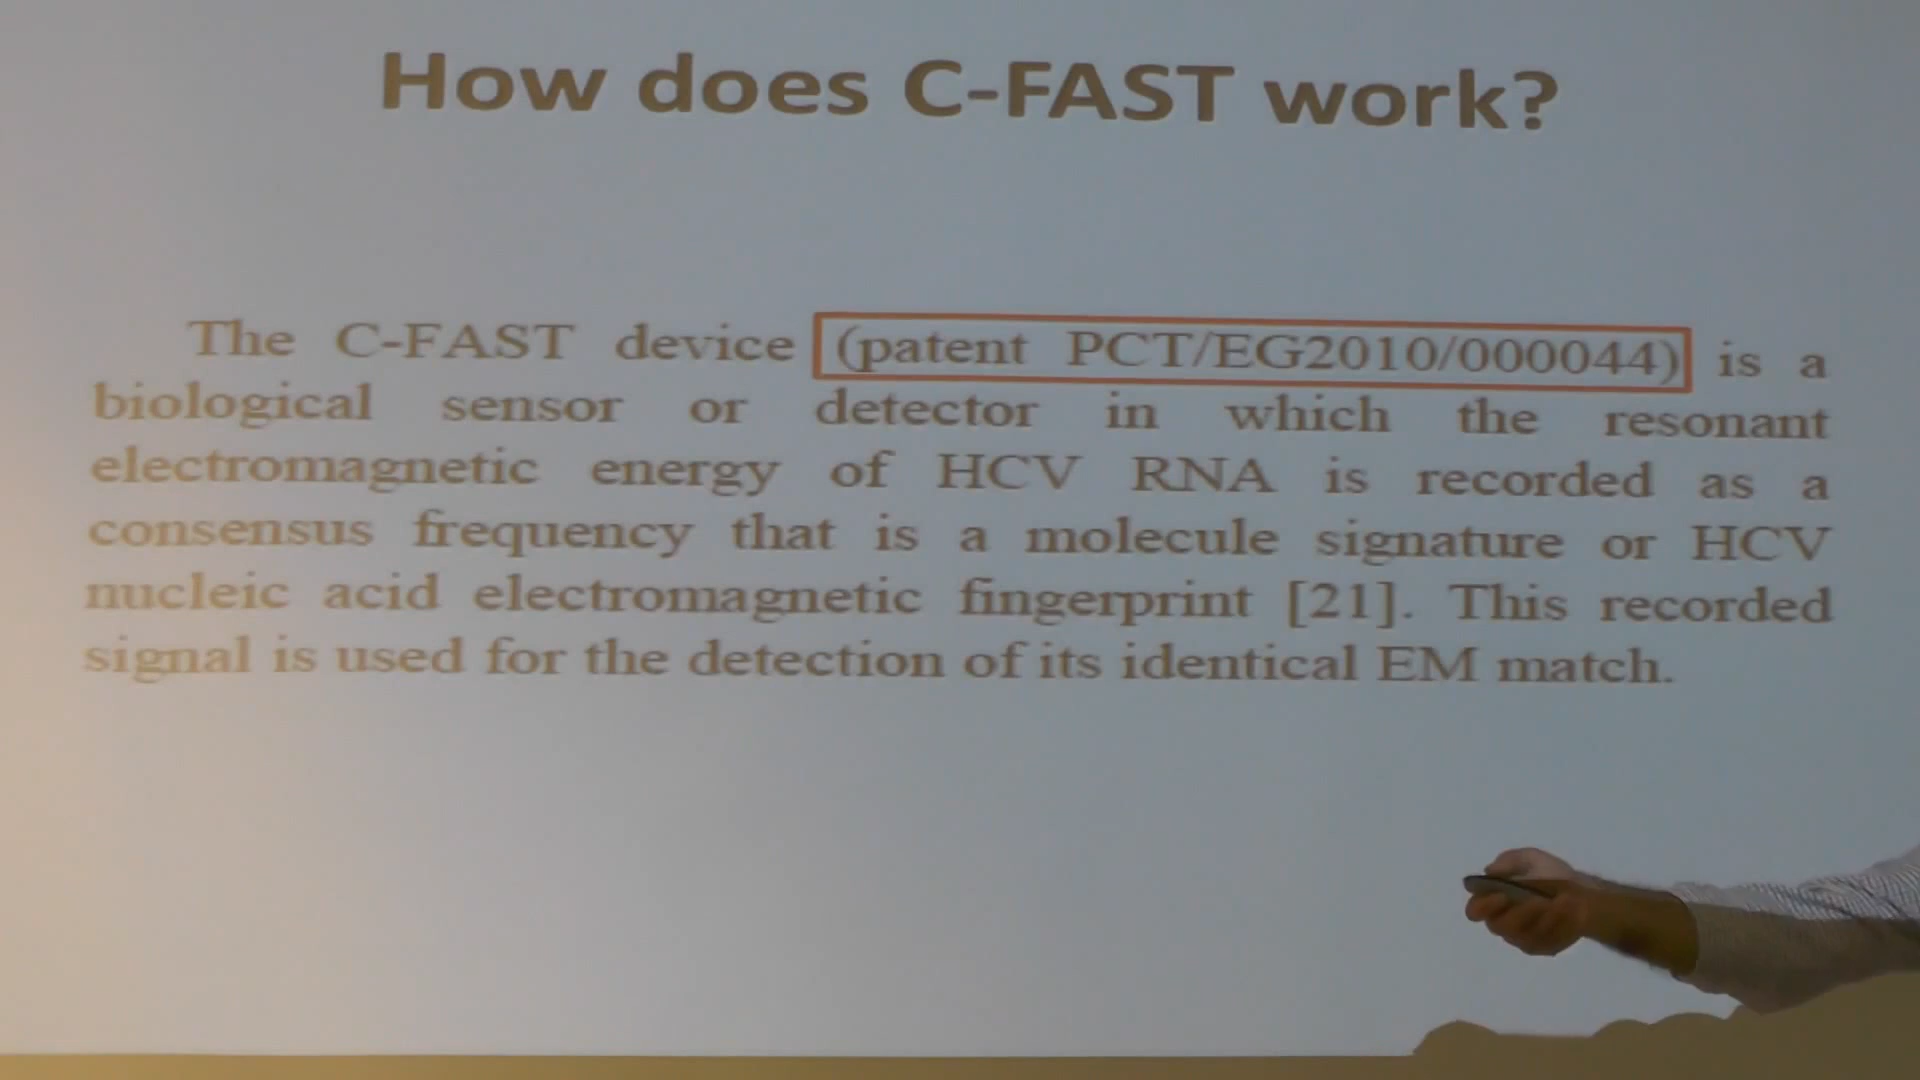 How does C-FAST work?
The C-FAST device (patent PCT/EG2010/000044) is a
biological sensor or detector in which the resonant
electromagnetic energy of HCV RNA is recorded as a
consensus frequency that is a molecule signature or HCV
nucleic acid electromagnetic fingerprint [21]. This recorded
signal is used for the detection of its identical EM match.